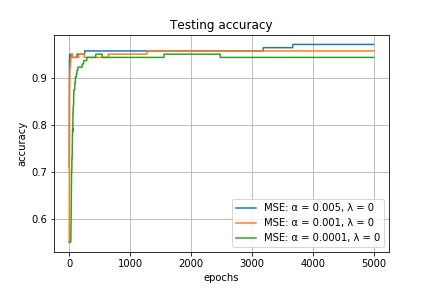 Testing accuracy
accuracy
0.9
0.8
0.7
0.6
MSE: α = 0.005, λ = 0
MSE: α = 0.001, λ = 0
MSE: α = 0.0001, λ = 0
0 1000 2000 3000 4000 5000
epochs